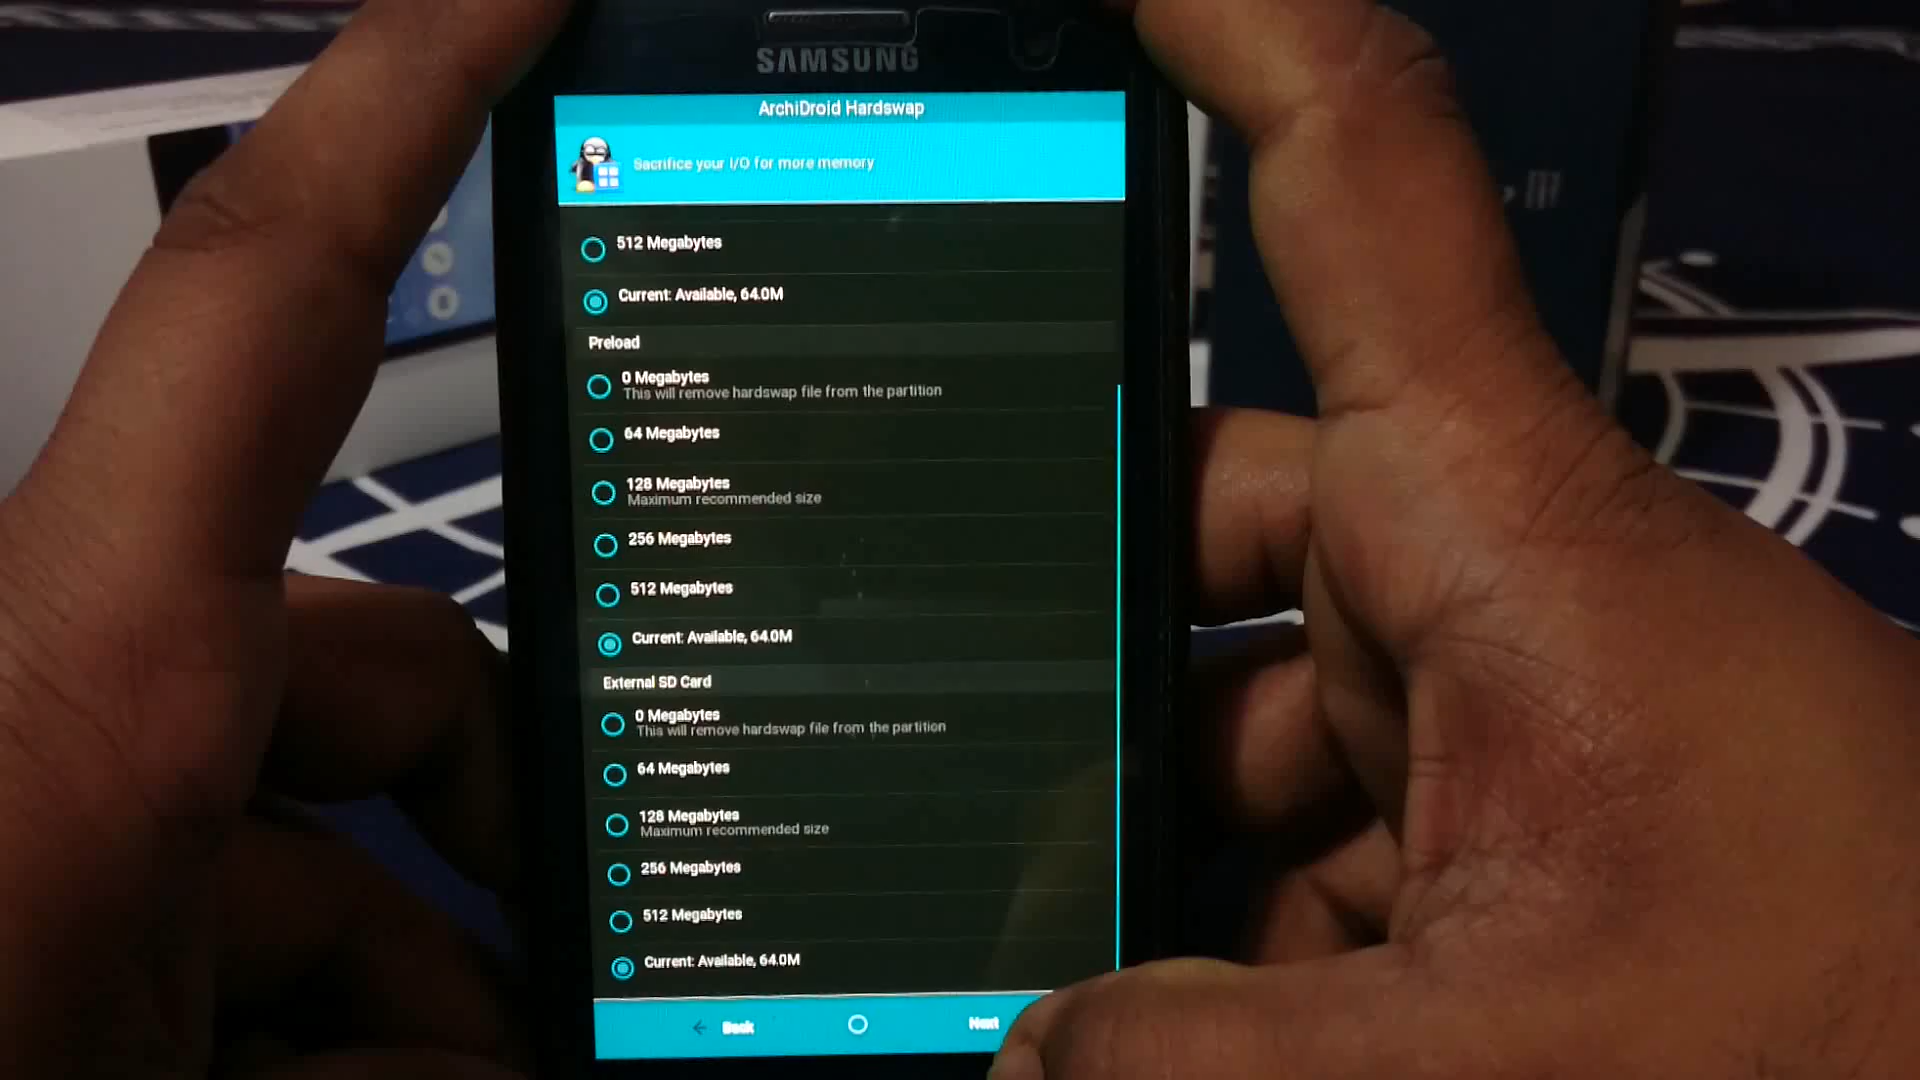 SAMSUNG
ArchiDroid Hardswap
Sacrifice your I/O for more memory
512 Megabytes
Current: Available, 64.0M
Preload
0 Megabytes
This will remove hardswap file from the partition
64 Megabytes
128 Megabytes
Maximum recommended size
256 Megabytes
512 Megabytes
Current: Available, 64.0M
External SD Card
0 Megabytes
This will remove hardswap file from the partition
64 Megabytes
128 Megabytes
Maximum recommended size
256 Megabytes
512 Megabytes
Current: Available, 64.0M
Back
Next